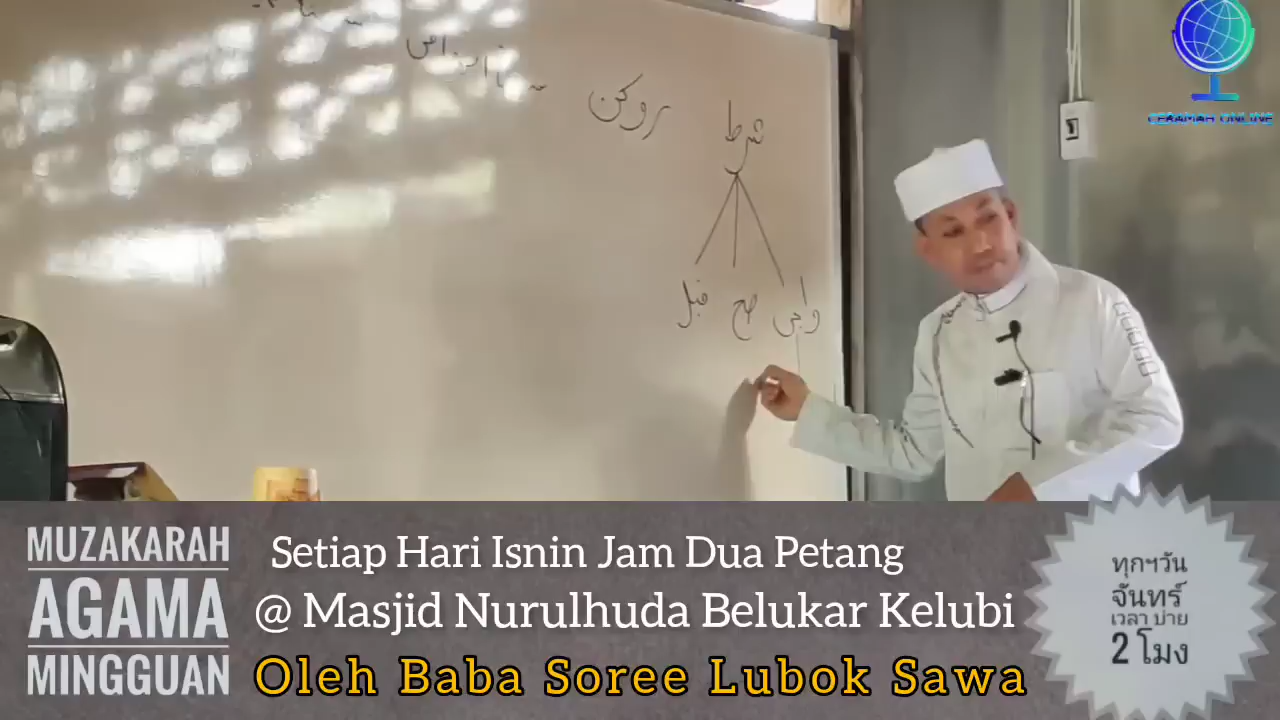 CERAMAH ONLINE
روكن
شرط
واجب
صح
MUZAKARAH
AGAMA
MINGGUAN
Setiap Hari Isnin Jam Dua Petang
@ Masjid Nurulhuda Belukar Kelubi
Oleh Baba Soree Lubok Sawa
ทุกฯวัน
จันทร์
เวลา บ่าย
2 โมง